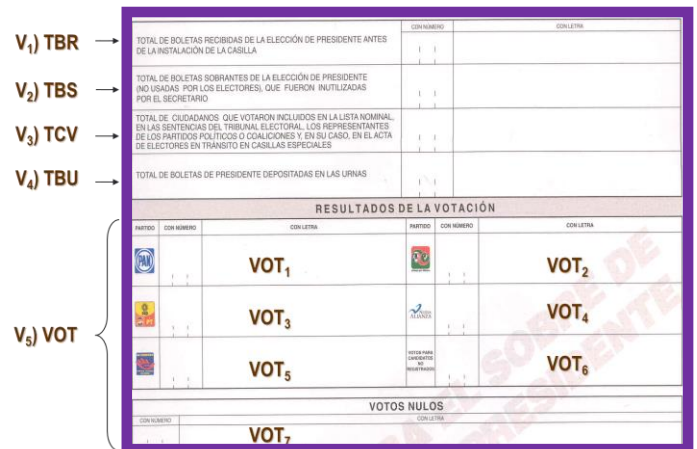 CON NÚMERO CON LETRA
V₁) TBR
TOTAL DE BOLETAS RECIBIDAS DE LA ELECCIÓN DE PRESIDENTE ANTES
DE LA INSTALACIÓN DE LA CASILLA
V₂) TBS
TOTAL DE BOLETAS SOBRANTES DE LA ELECCIÓN DE PRESIDENTE
(NO USADAS POR LOS ELECTORES), QUE FUERON INUTILIZADAS
POR EL SECRETARIO
V₃) TCV
TOTAL DE CIUDADANOS QUE VOTARON INCLUIDOS EN LA LISTA NOMINAL,
EN LAS SENTENCIAS DEL TRIBUNAL ELECTORAL, LOS REPRESENTANTES
DE LOS PARTIDOS POLÍTICOS O COALICIONES Y, EN SU CASO, EN EL ACTA
DE ELECTORES EN TRÁNSITO EN CASILLAS ESPECIALES
V₄) TBU
TOTAL DE BOLETAS DE PRESIDENTE DEPOSITADAS EN LAS URNAS
RESULTADOS DE LA VOTACIÓN
PARTIDO CON NÚMERO CON LETRA PARTIDO CON NÚMERO CON LETRA
V₅) VOT
PAN VOT₁ VOT₂
PT VOT₃ ALIANZA VOT₄
VOT₅ VOTOS PARA CANDIDATOS NO REGISTRADOS VOT₆
VOTOS NULOS
CON NÚMERO CON LETRA
VOT₇
EL SOBRE DE
PRESIDENTE